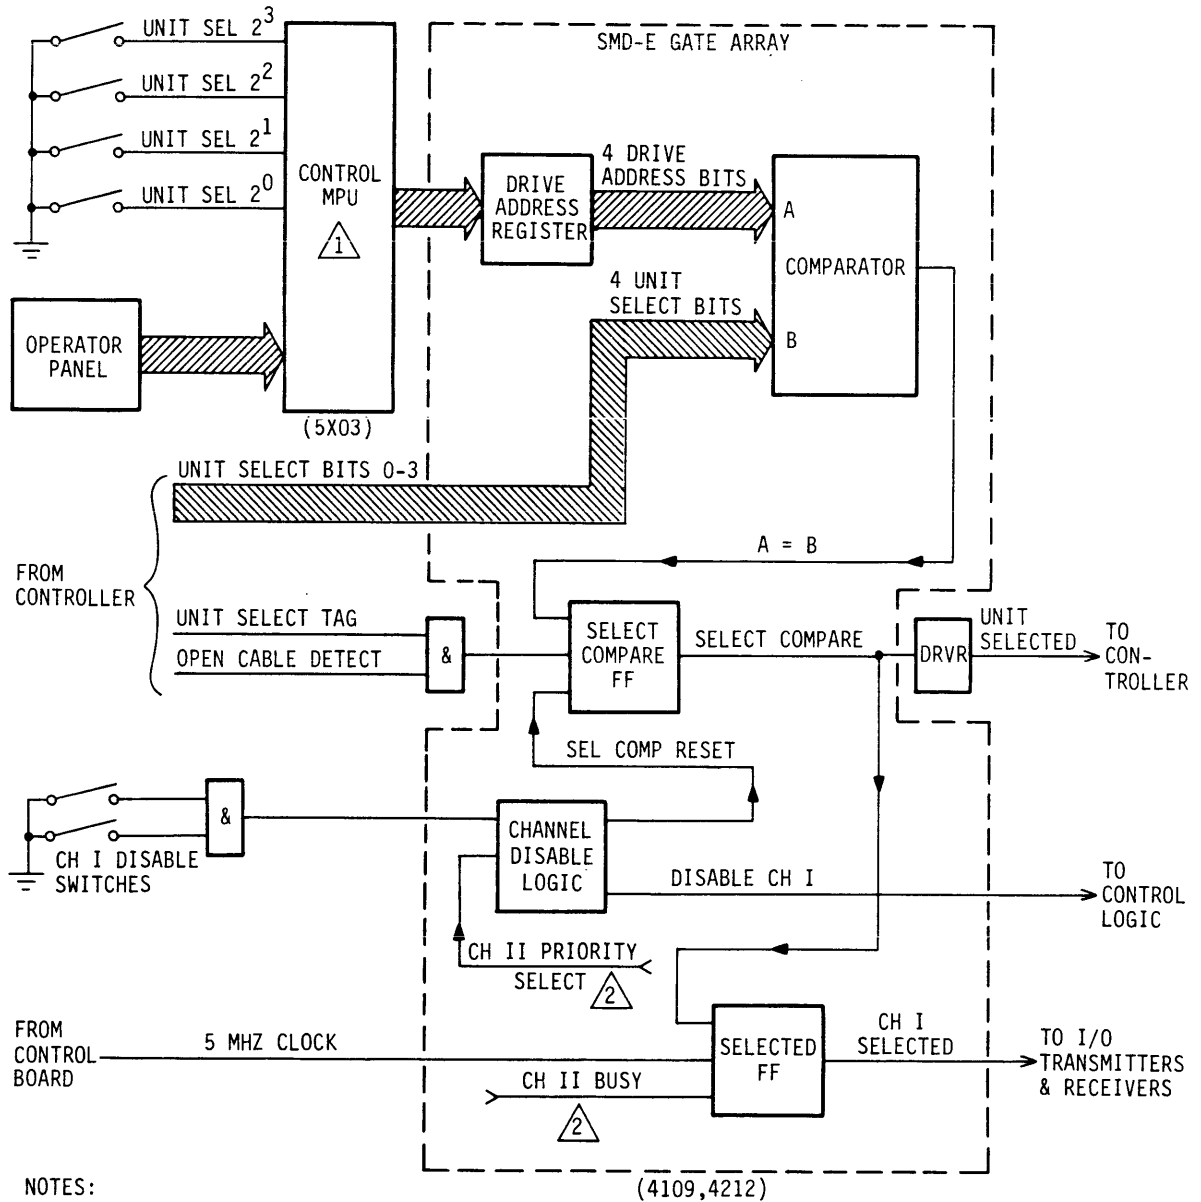 UNIT SEL 2³
SMD-E GATE ARRAY
UNIT SEL 2²
UNIT SEL 2¹
UNIT SEL 2⁰
CONTROL
MPU
1
DRIVE
ADDRESS
REGISTER
4 DRIVE
ADDRESS BITS
A
COMPARATOR
B
4 UNIT
SELECT BITS
OPERATOR
PANEL
(5X03)
UNIT SELECT BITS 0-3
A = B
FROM
CONTROLLER
UNIT SELECT TAG
OPEN CABLE DETECT
&
SELECT
COMPARE
FF
SELECT COMPARE
DRVR
UNIT
SELECTED
TO
CON-
TROLLER
SEL COMP RESET
&
CH I DISABLE
SWITCHES
CHANNEL
DISABLE
LOGIC
DISABLE CH I
TO
CONTROL
LOGIC
CH II PRIORITY
SELECT
2
FROM
CONTROL
BOARD
5 MHZ CLOCK
CH II BUSY
2
SELECTED
FF
CH I
SELECTED
TO I/O
TRANSMITTERS
& RECEIVERS
NOTES:
(4109,4212)